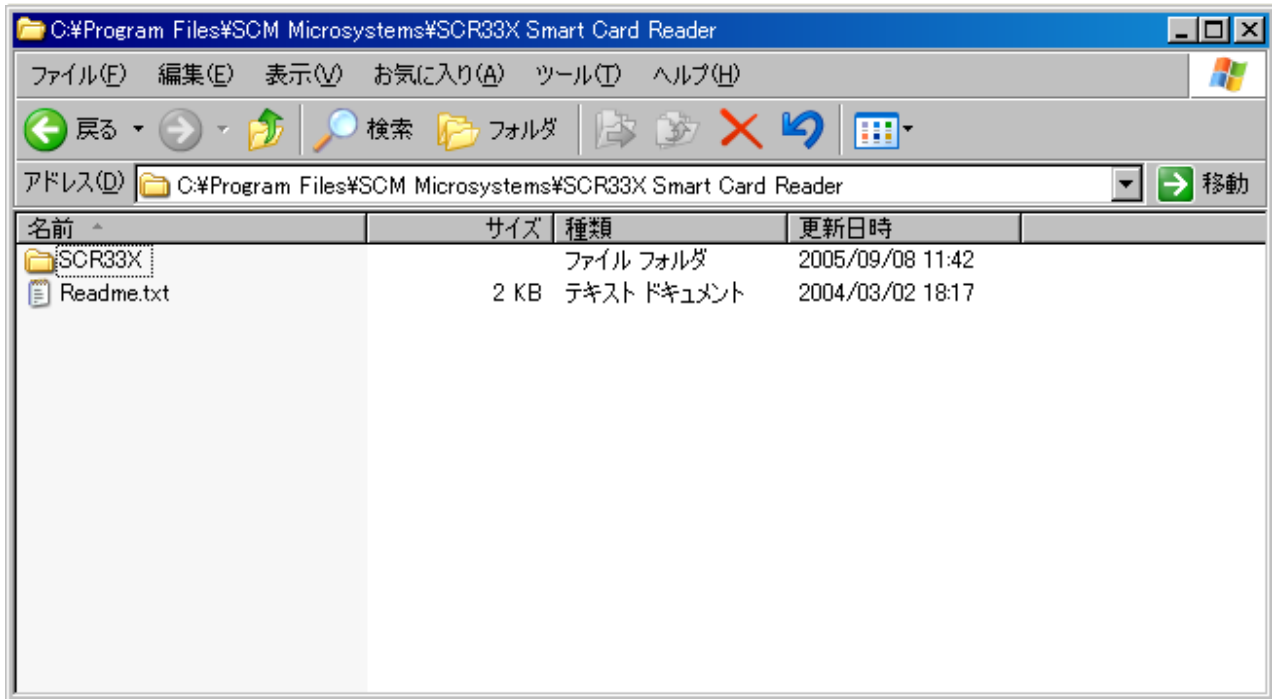 C:¥Program Files¥SCM Microsystems¥SCR33X Smart Card Reader
ファイル(F) 編集(E) 表示(V) お気に入り(A) ツール(T) ヘルプ(H)
戻る 検索 フォルダ
アドレス(D) C:¥Program Files¥SCM Microsystems¥SCR33X Smart Card Reader 移動
名前 サイズ 種類 更新日時
SCR33X ファイル フォルダ 2005/09/08 11:42
Readme.txt 2 KB テキスト ドキュメント 2004/03/02 18:17